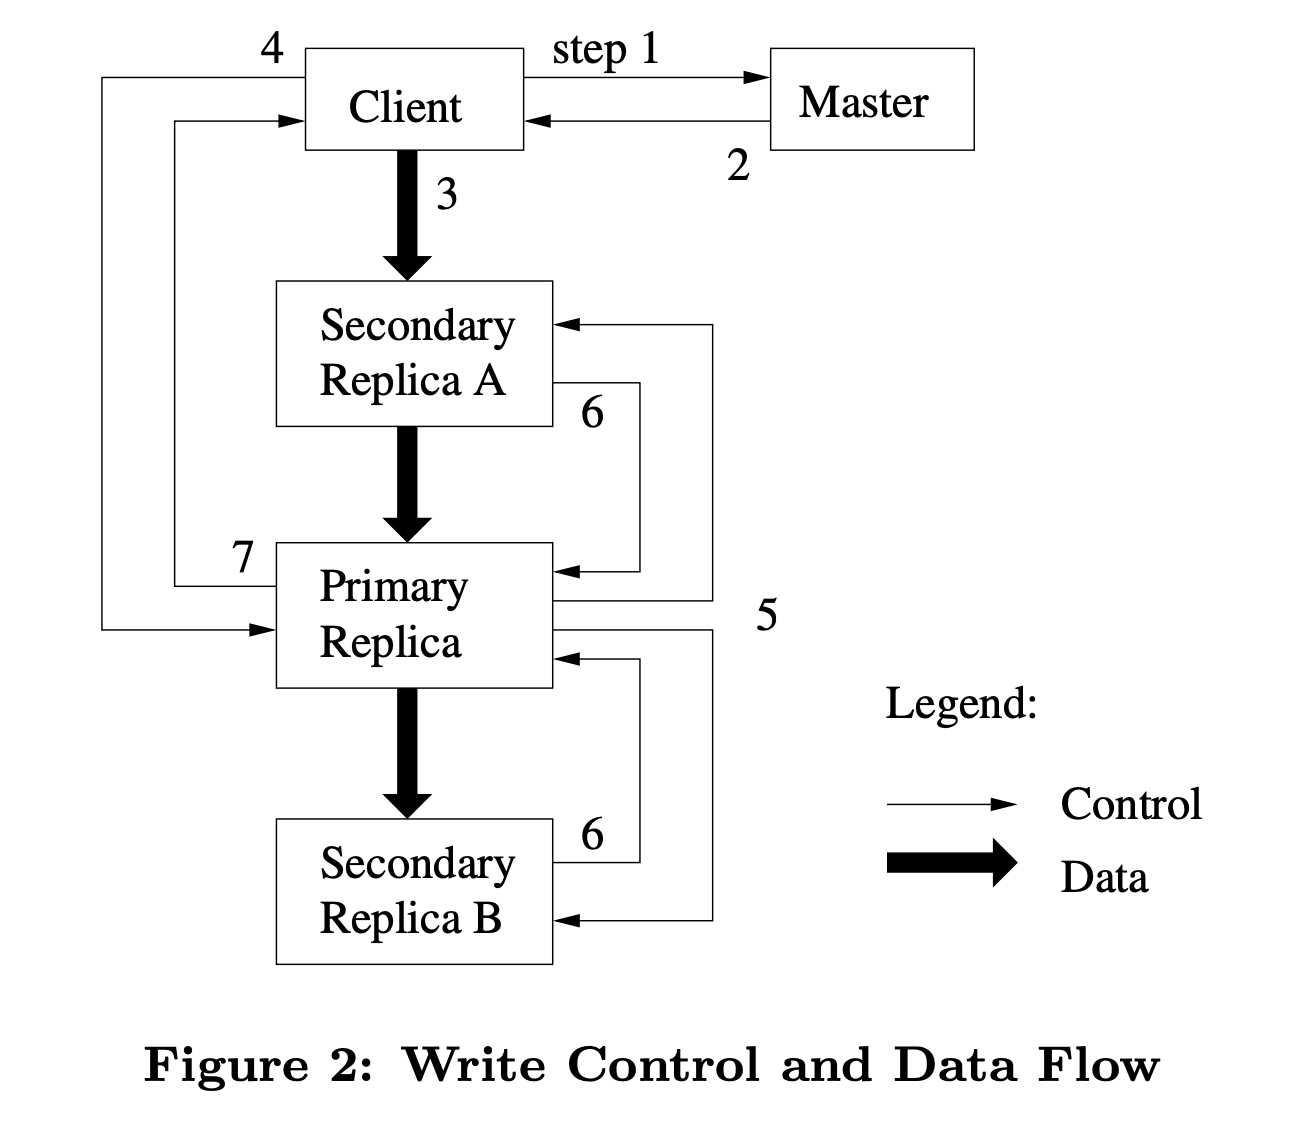 4
step 1
Client
Master
2
3
Secondary
Replica A
6
7
Primary
Replica
5
6
Secondary
Replica B
Legend:
Control
Data
Figure 2: Write Control and Data Flow